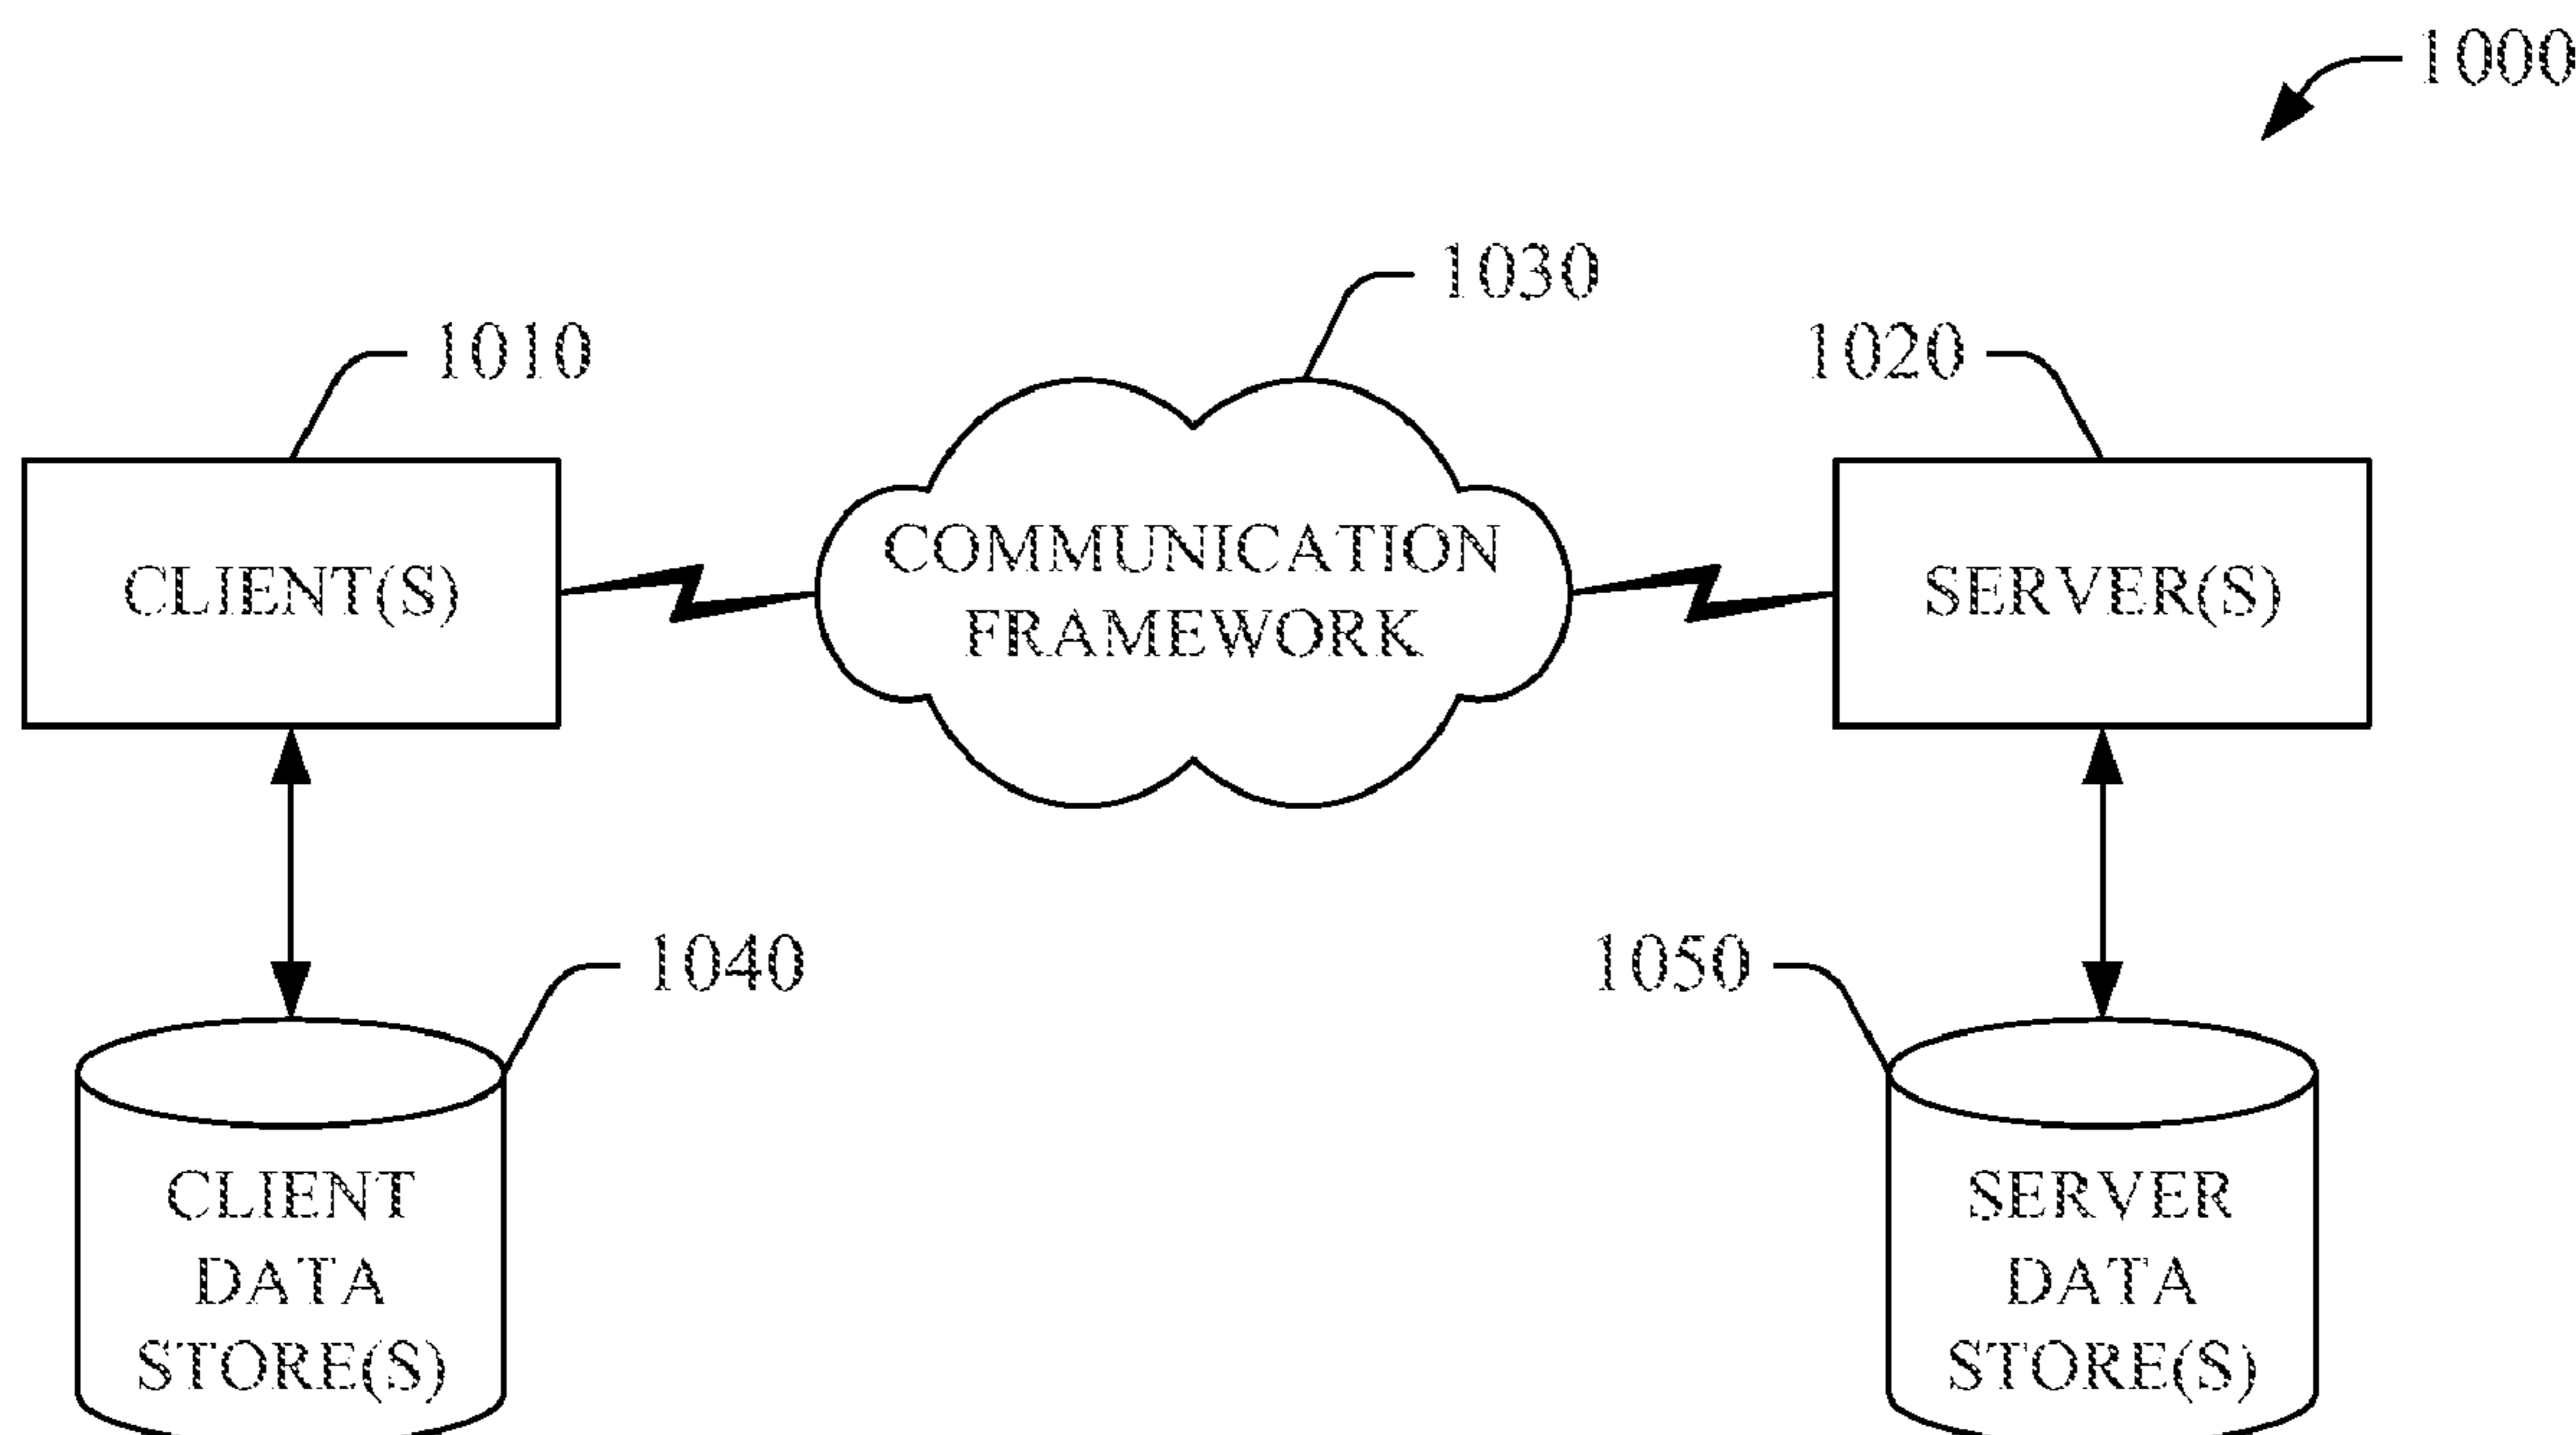 1000
1030
1010
1020
COMMUNICATION
FRAMEWORK
CLIENT(S)
SERVER(S)
1040
1050
CLIENT
DATA
STORE(S)
SERVER
DATA
STORE(S)